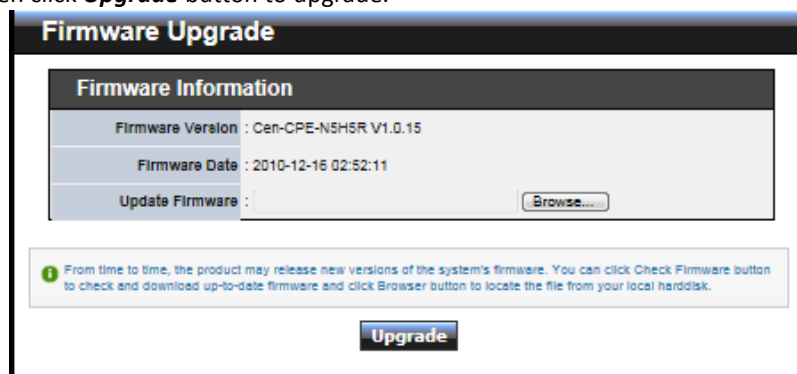 then click Upgrade button to upgrade.
Firmware Upgrade
Firmware Information
Firmware Version : Cen-CPE-N5H5R V1.0.15
Firmware Date : 2010-12-16 02:52:11
Update Firmware : Browse...
From time to time, the product may release new versions of the system's firmware. You can click Check Firmware button
to check and download up-to-date firmware and click Browser button to locate the file from your local harddisk.
Upgrade